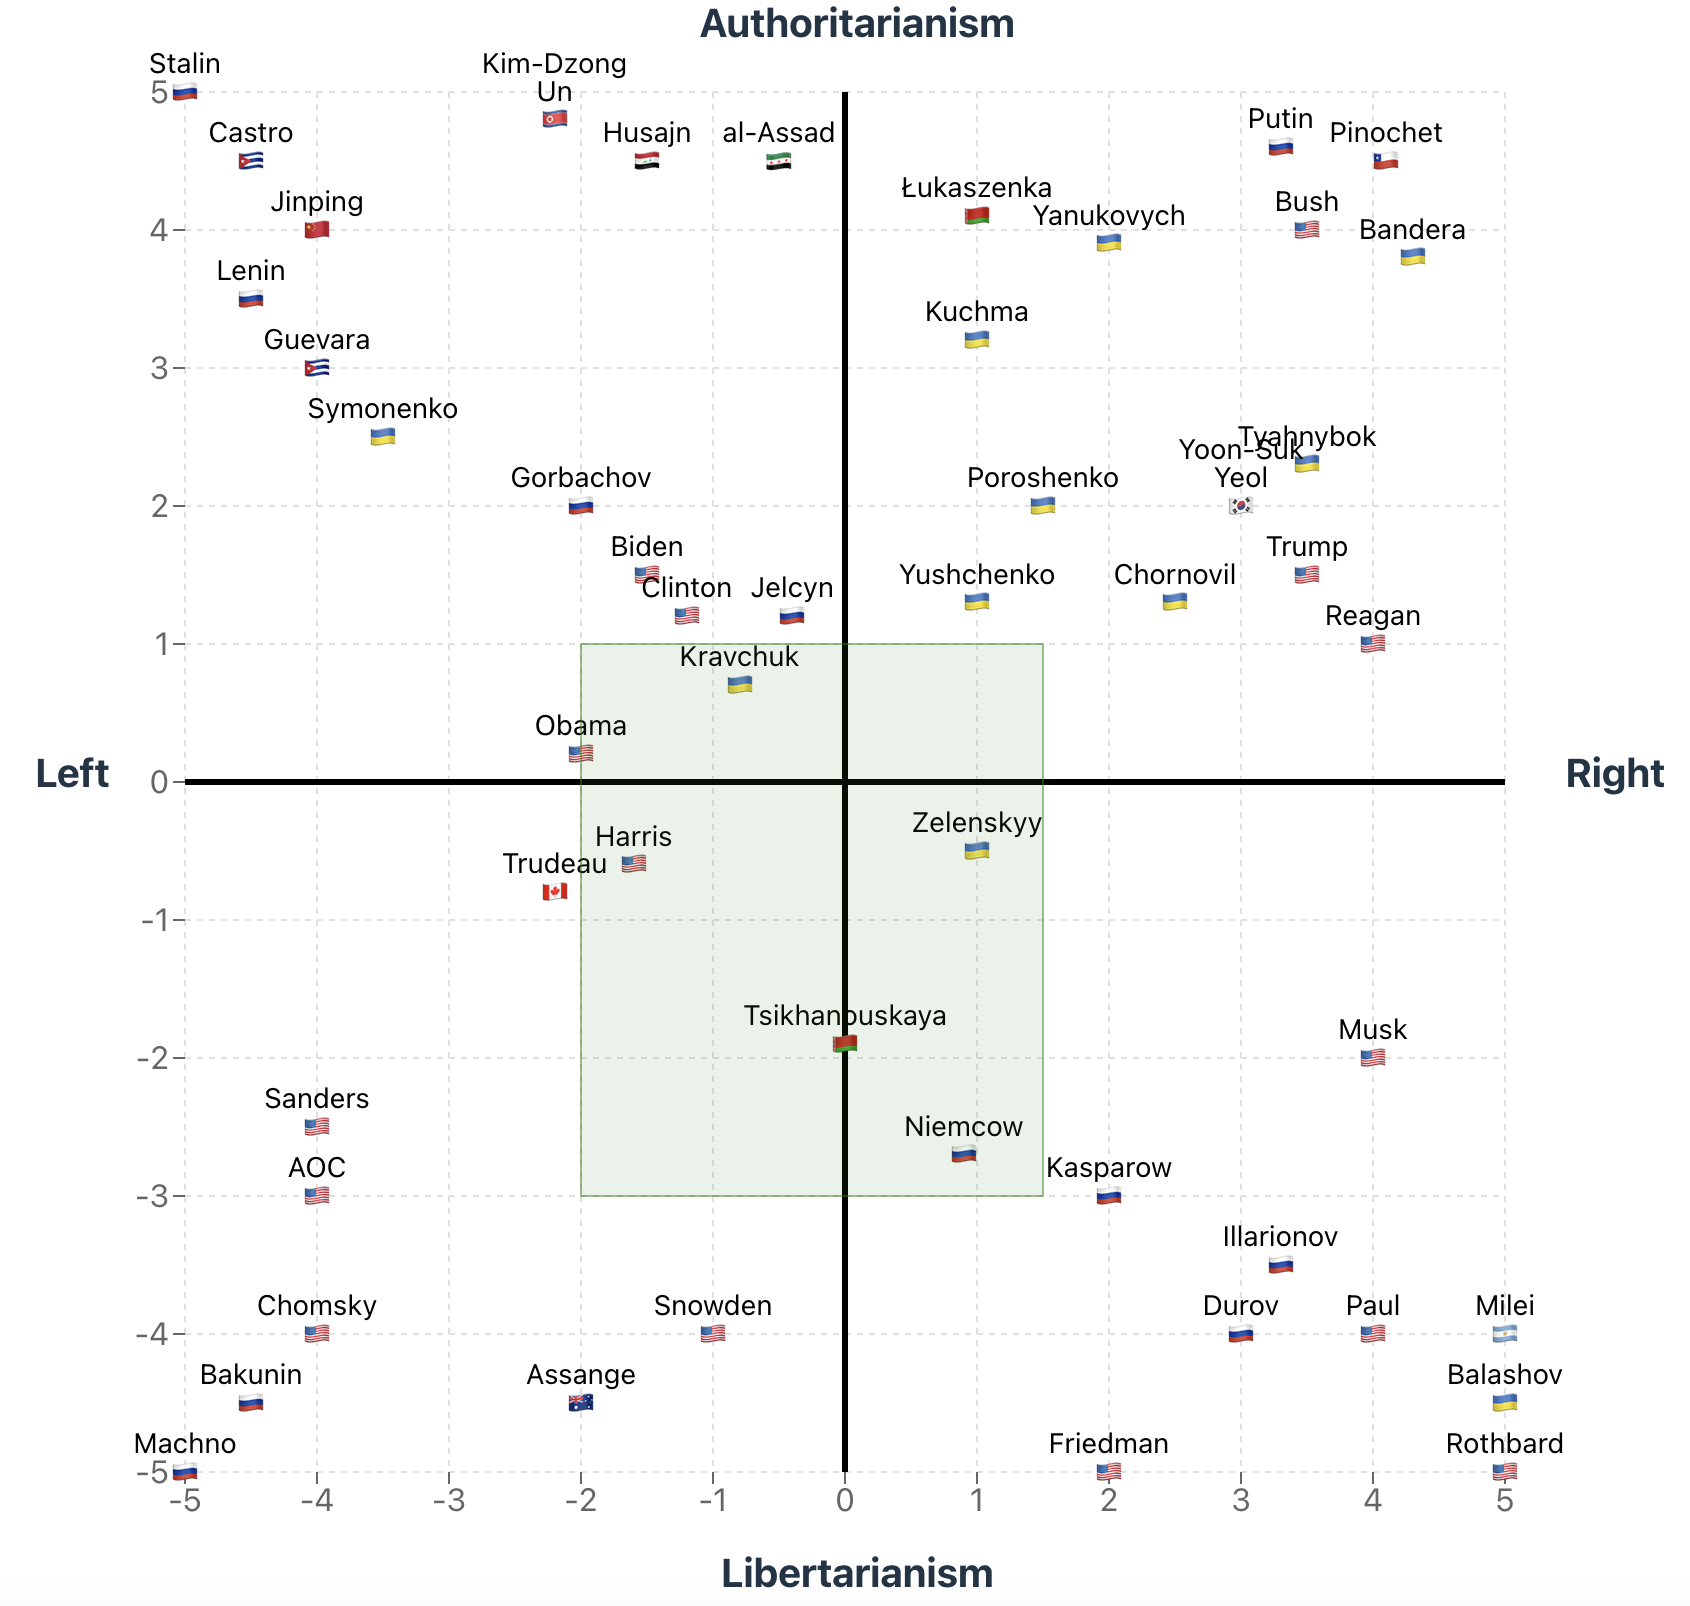 Authoritarianism
Stalin
Kim-Dzong
Un
5
Castro
Husajn
al-Assad
Putin
Pinochet
Jinping
Łukaszenka
Yanukovych
Bush
Bandera
4
Lenin
Kuchma
Guevara
3
Symonenko
Tyahnybok
Yoon-Suk
Yeol
Gorbachov
Poroshenko
2
Biden
Trump
Clinton
Jelcyn
Yushchenko
Chornovil
Reagan
1
Kravchuk
Obama
Left
0
Right
Harris
Zelenskyy
Trudeau
-1
Tsikhanouskaya
Musk
-2
Sanders
Niemcow
AOC
Kasparow
-3
Illarionov
Chomsky
Snowden
Durov
Paul
Milei
-4
Bakunin
Assange
Balashov
Machno
Friedman
Rothbard
-5
-5 -4 -3 -2 -1 0 1 2 3 4 5
Libertarianism